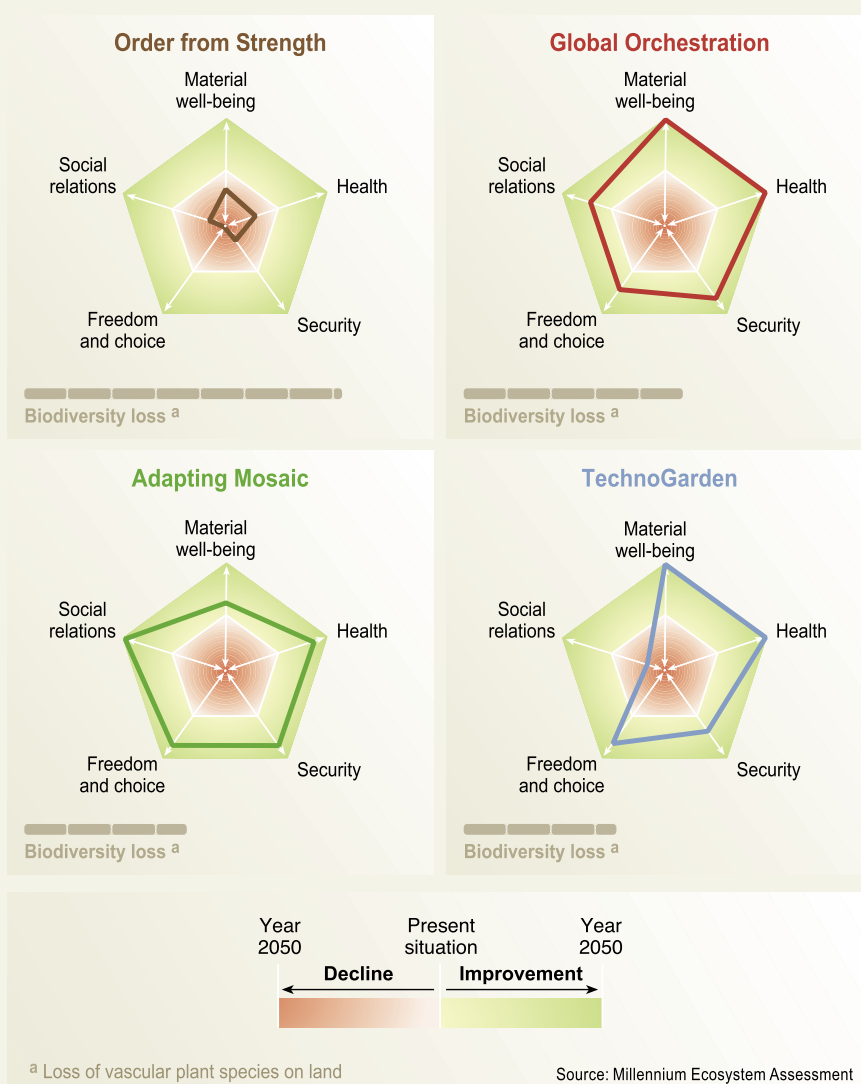 Order from Strength
Material
well-being
Social
relations
Health
Freedom
and choice
Security
Biodiversity loss a
Global Orchestration
Material
well-being
Social
relations
Health
Freedom
and choice
Security
Biodiversity loss a
Adapting Mosaic
Material
well-being
Social
relations
Health
Freedom
and choice
Security
Biodiversity loss a
TechnoGarden
Material
well-being
Social
relations
Health
Freedom
and choice
Security
Biodiversity loss a
Year
2050
Present
situation
Year
2050
Decline
Improvement
a Loss of vascular plant species on land
Source: Millennium Ecosystem Assessment